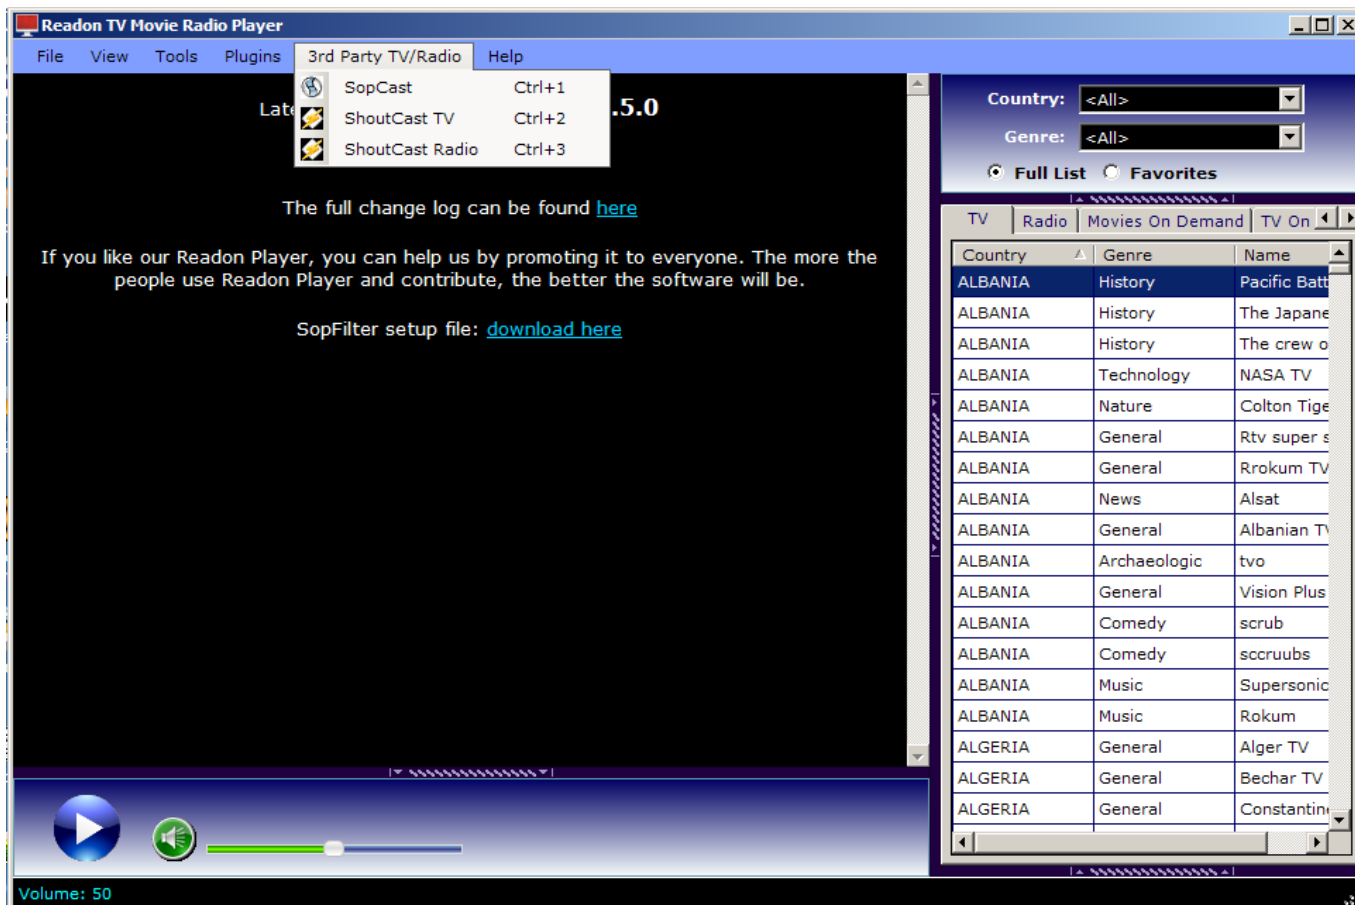 Readon TV Movie Radio Player
File View Tools Plugins 3rd Party TV/Radio Help
SopCast Ctrl+1
ShoutCast TV Ctrl+2
ShoutCast Radio Ctrl+3
.5.0
The full change log can be found here
If you like our Readon Player, you can help us by promoting it to everyone. The more the
people use Readon Player and contribute, the better the software will be.
SopFilter setup file: download here
Country: <All>
Genre: <All>
Full List Favorites
TV Radio Movies On Demand TV On
Country Genre Name
ALBANIA History Pacific Batt
ALBANIA History The Japane
ALBANIA History The crew o
ALBANIA Technology NASA TV
ALBANIA Nature Colton Tige
ALBANIA General Rtv super s
ALBANIA General Rrokum TV
ALBANIA News Alsat
ALBANIA General Albanian TV
ALBANIA Archaeologic tvo
ALBANIA General Vision Plus
ALBANIA Comedy scrub
ALBANIA Comedy sccruubs
ALBANIA Music Supersonic
ALBANIA Music Rokum
ALGERIA General Alger TV
ALGERIA General Bechar TV
ALGERIA General Constantin
Volume: 50